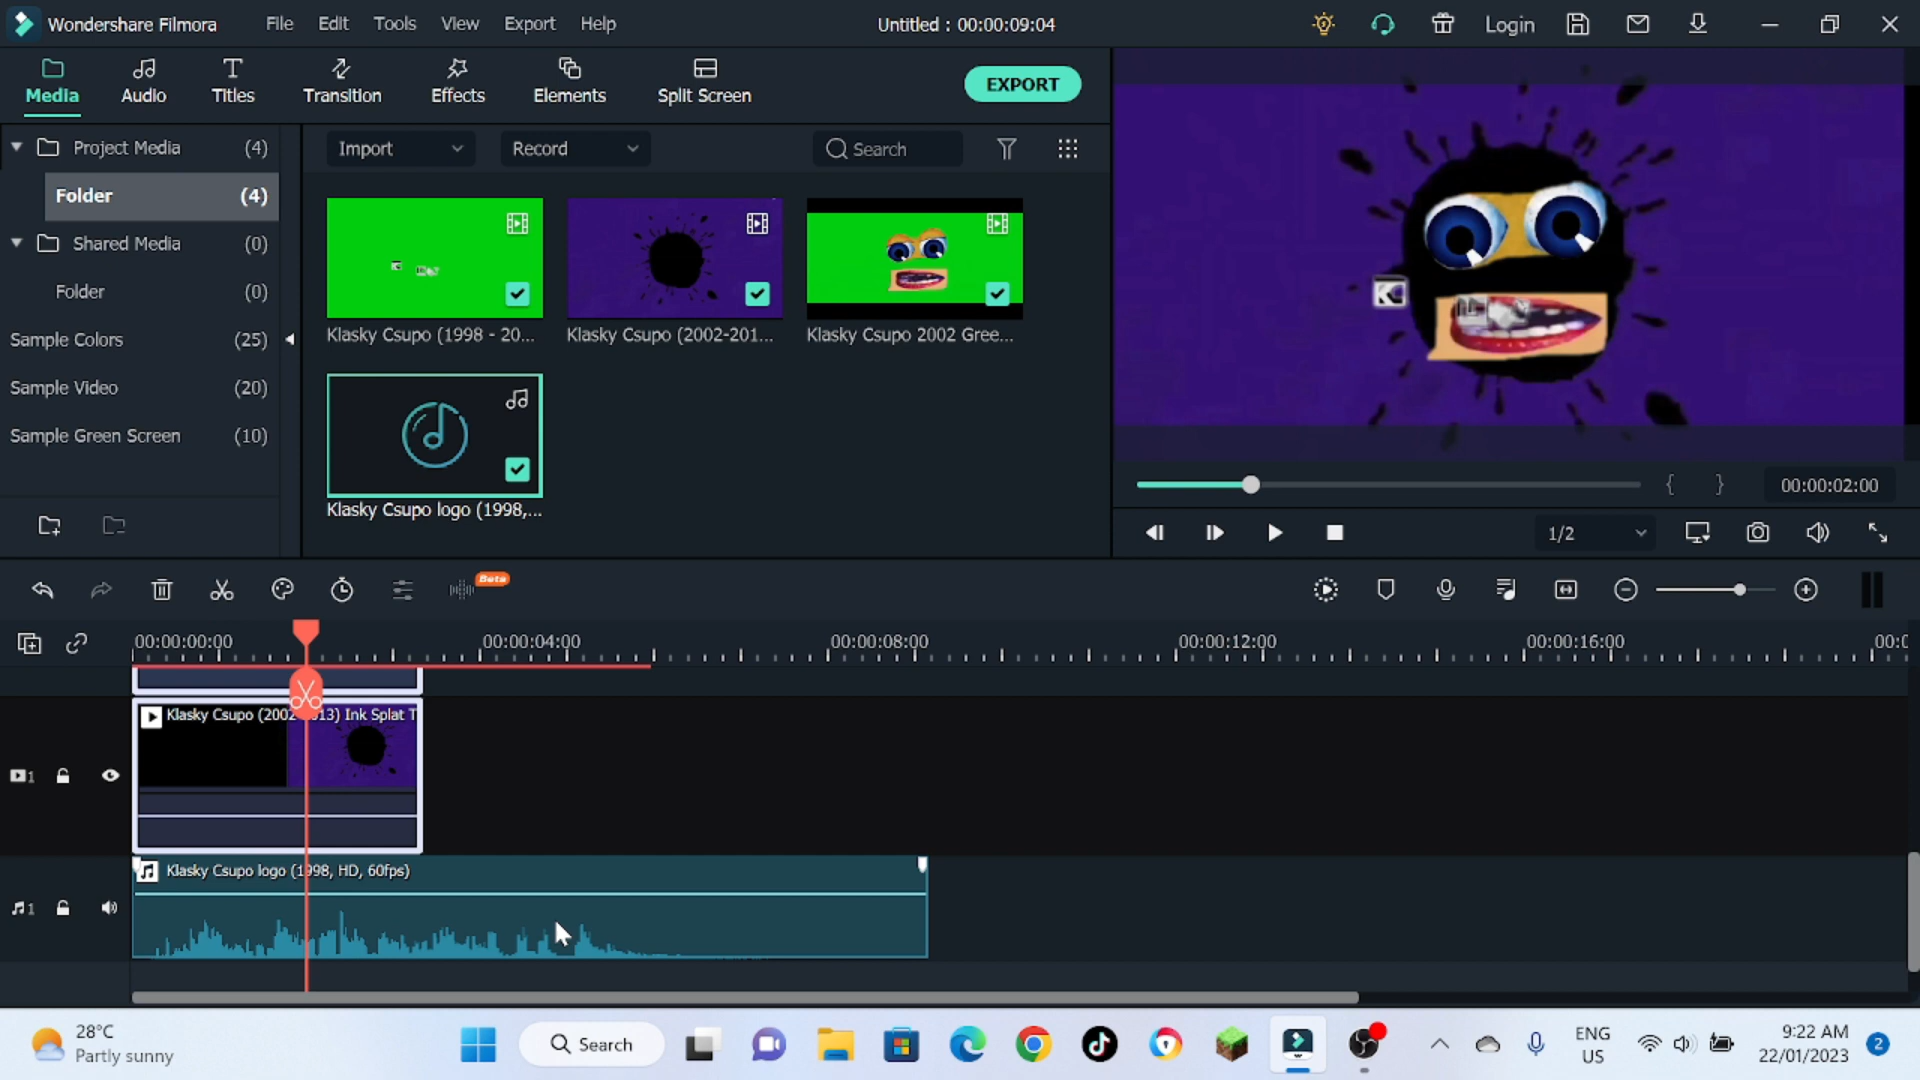 Wondershare Filmora File Edit Tools View Export Help Untitled : 00:00:09:04 Login
Media Audio Titles Transition Effects Elements Split Screen EXPORT
Project Media (4)
Folder (4)
Shared Media (0)
Folder (0)
Sample Colors (25)
Sample Video (20)
Sample Green Screen (10)
Import Record Search
Klasky Csupo (1998 - 20...
Klasky Csupo (2002-201...
Klasky Csupo 2002 Gree...
Klasky Csupo logo (1998,...
{ } 00:00:02:00
1/2
Beta
00:00:00:00 00:00:04:00 00:00:08:00 00:00:12:00 00:00:16:00 00:0
Klasky Csupo (2002 13) Ink Splat T
1
Klasky Csupo logo (1998, HD, 60fps)
1
28°C
Partly sunny
Search
ENG
US
9:22 AM
22/01/2023
2